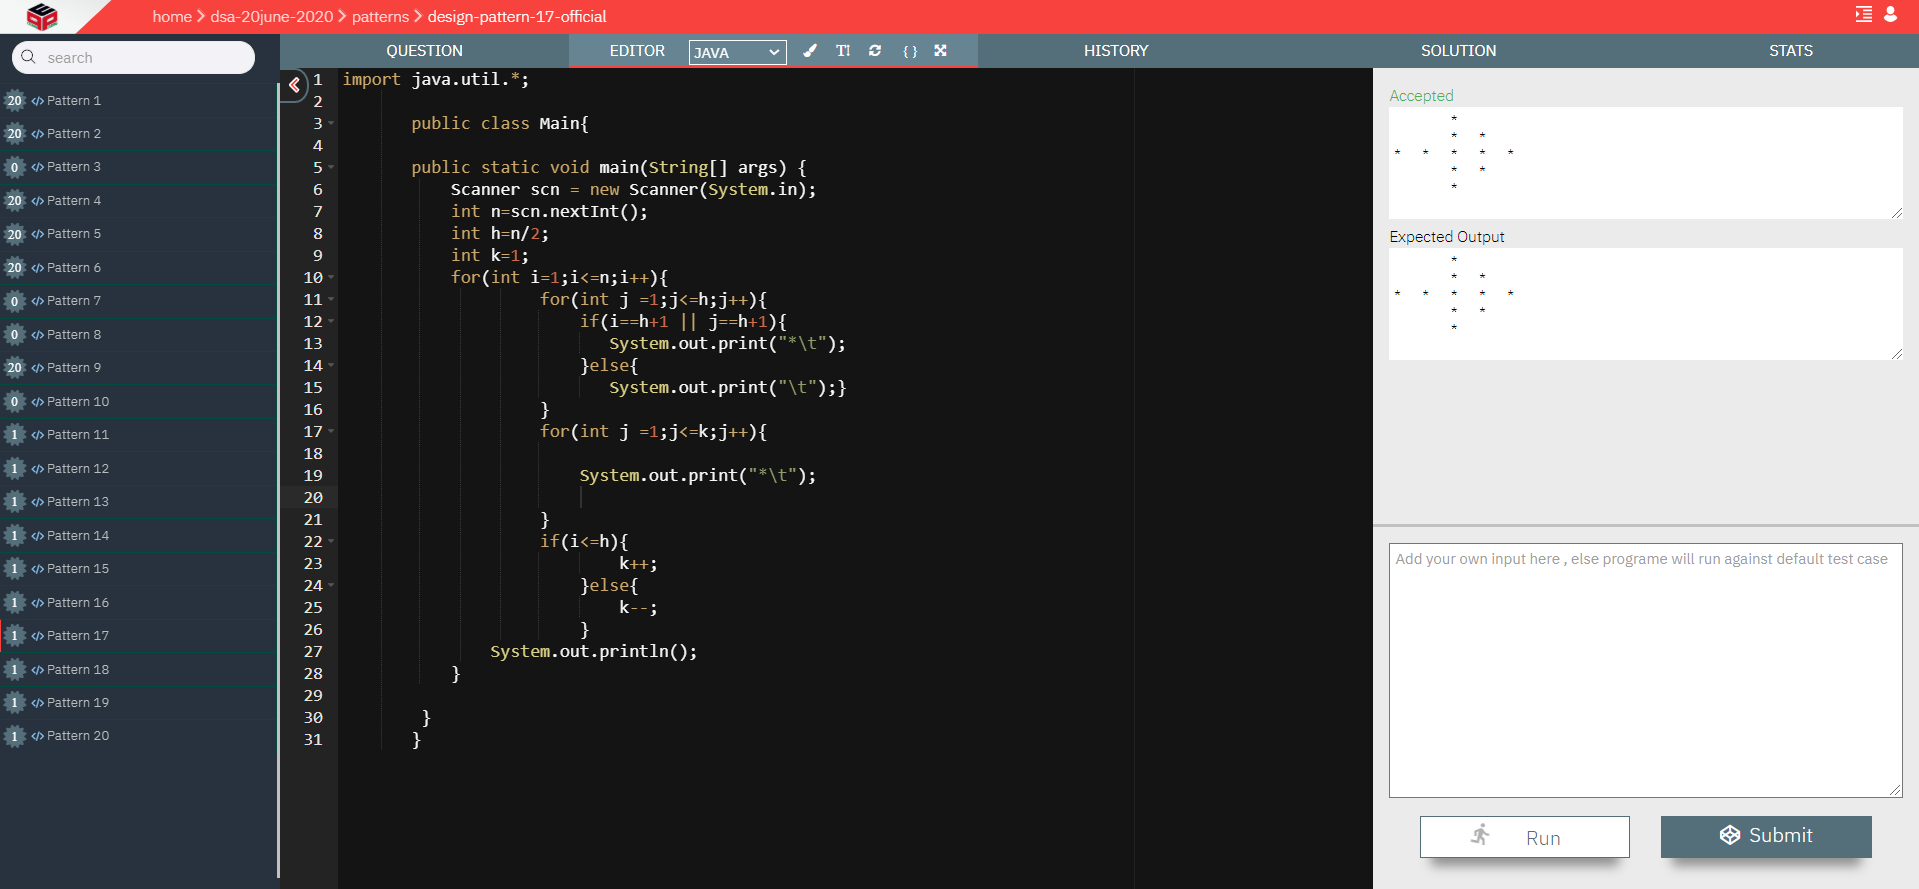 home > dsa-20june-2020 > patterns > design-pattern-17-official
search
20 </> Pattern 1
20 </> Pattern 2
0 </> Pattern 3
20 </> Pattern 4
20 </> Pattern 5
20 </> Pattern 6
0 </> Pattern 7
0 </> Pattern 8
20 </> Pattern 9
0 </> Pattern 10
1 </> Pattern 11
1 </> Pattern 12
1 </> Pattern 13
1 </> Pattern 14
1 </> Pattern 15
1 </> Pattern 16
1 </> Pattern 17
1 </> Pattern 18
1 </> Pattern 19
1 </> Pattern 20
QUESTION EDITOR JAVA { } HISTORY SOLUTION STATS
1 import java.util.*;
2
3 public class Main{
4
5 public static void main(String[] args) {
6 Scanner scn = new Scanner(System.in);
7 int n=scn.nextInt();
8 int h=n/2;
9 int k=1;
10 for(int i=1;i<=n;i++){
11 for(int j =1;j<=h;j++){
12 if(i==h+1 || j==h+1){
13 System.out.print("*\t");
14 }else{
15 System.out.print("\t");}
16 }
17 for(int j =1;j<=k;j++){
18
19 System.out.print("*\t");
20
21 }
22 if(i<=h){
23 k++;
24 }else{
25 k--;
26 }
27 System.out.println();
28 }
29
30 }
31 }
Accepted
*
* *
* * * * *
* *
*
Expected Output
*
* *
* * * * *
* *
*
Add your own input here , else programe will run against default test case
Run
Submit